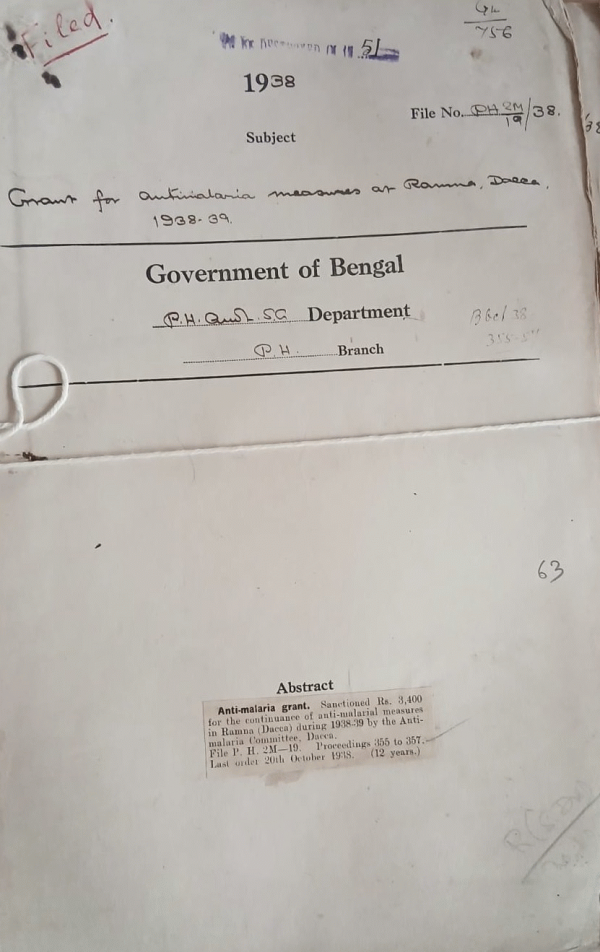 Filed.
51
756
1938
File No. PH 2M/19/38.
Subject
Grant for antimalaria measures at Ramna, Dacca,
1938-39.
Government of Bengal
P.H. and L.S.G Department
P.H. Branch
63
Abstract
Anti-malaria grant. Sanctioned Rs. 3,400
for the continuance of anti-malarial measures
in Ramna (Dacca) during 1938-39 by the Anti-
malaria Committee, Dacca.
File P. H. 2M—19. Proceedings 355 to 357.
Last order 20th October 1938. (12 years.)